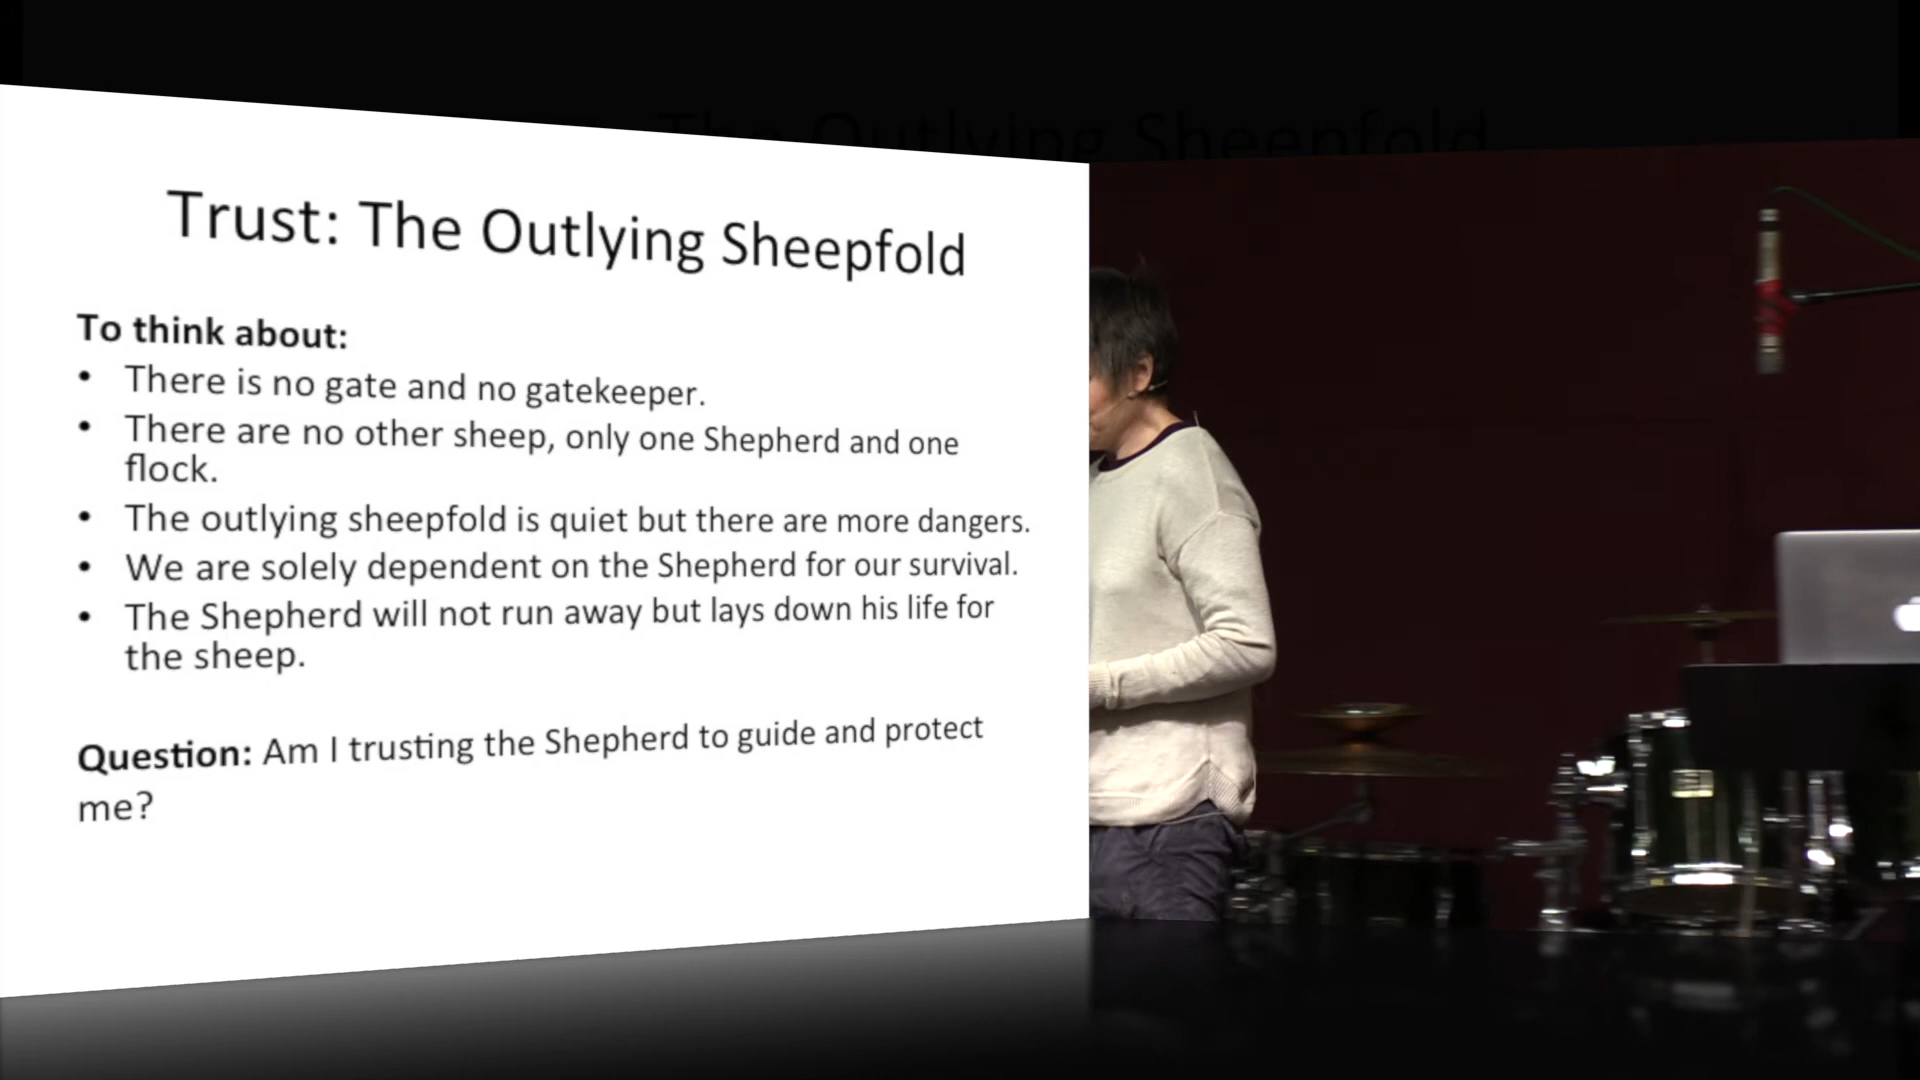 The Outlying Sheepfold
Trust: The Outlying Sheepfold
To think about:
• There is no gate and no gatekeeper.
• There are no other sheep, only one Shepherd and one
flock.
• The outlying sheepfold is quiet but there are more dangers.
• We are solely dependent on the Shepherd for our survival.
• The Shepherd will not run away but lays down his life for
the sheep.
Question: Am I trusting the Shepherd to guide and protect
me?